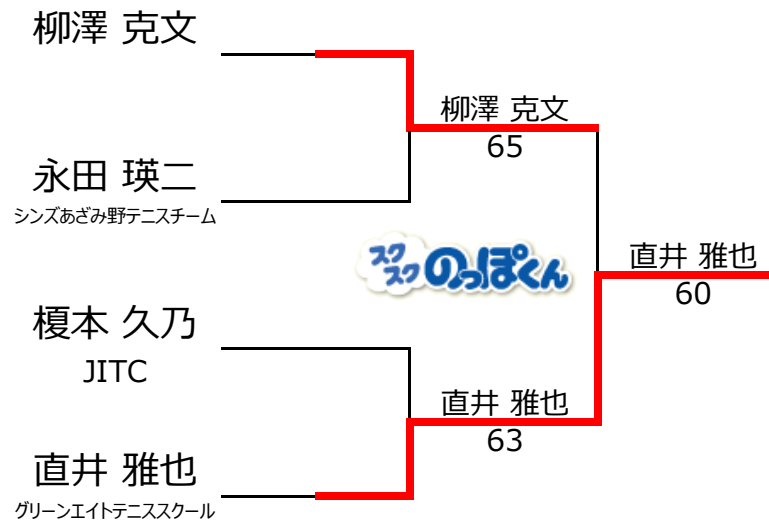 柳澤 克文
柳澤 克文
65
永田 瑛二
シンズあざみ野テニスチーム
スク
スク
のっぽくん
直井 雅也
60
榎本 久乃
JITC
直井 雅也
63
直井 雅也
グリーンエイトテニススクール